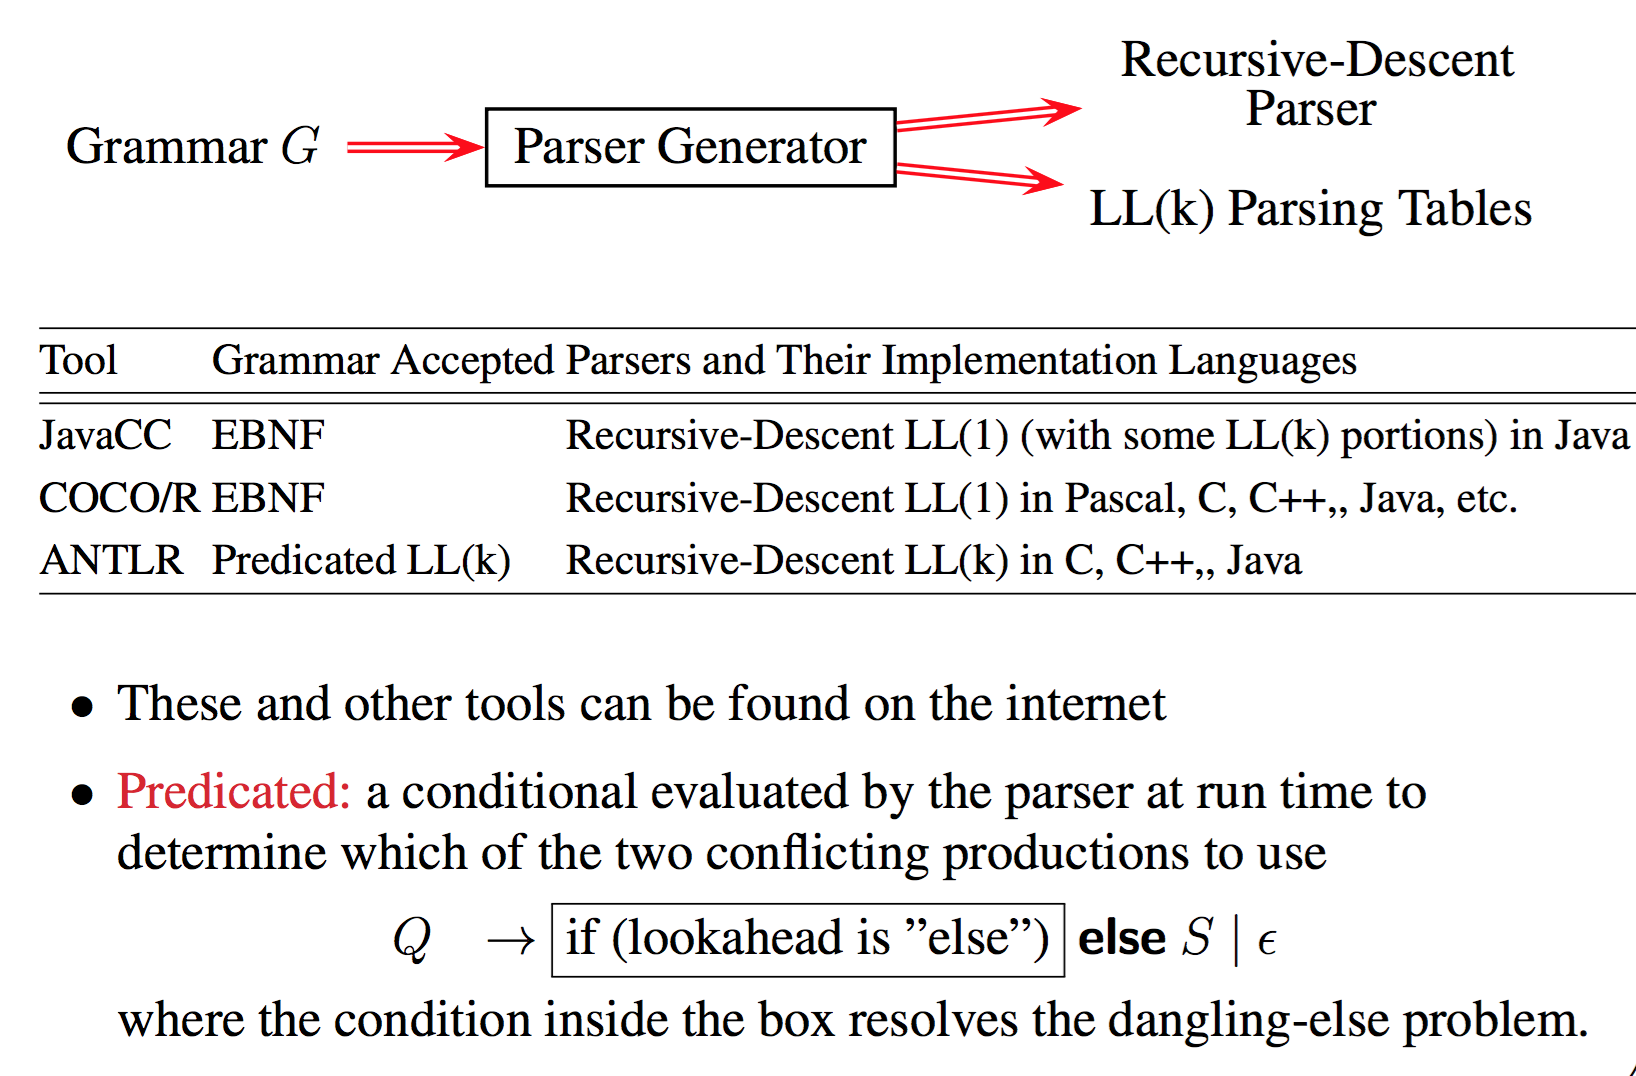 Recursive-Descent
Parser
Grammar G
Parser Generator
LL(k) Parsing Tables
Tool Grammar Accepted Parsers and Their Implementation Languages
JavaCC EBNF Recursive-Descent LL(1) (with some LL(k) portions) in Java
COCO/R EBNF Recursive-Descent LL(1) in Pascal, C, C++,, Java, etc.
ANTLR Predicated LL(k) Recursive-Descent LL(k) in C, C++,, Java
• These and other tools can be found on the internet
• Predicated: a conditional evaluated by the parser at run time to
determine which of the two conflicting productions to use
Q → if (lookahead is ”else”) else S | ϵ
where the condition inside the box resolves the dangling-else problem.